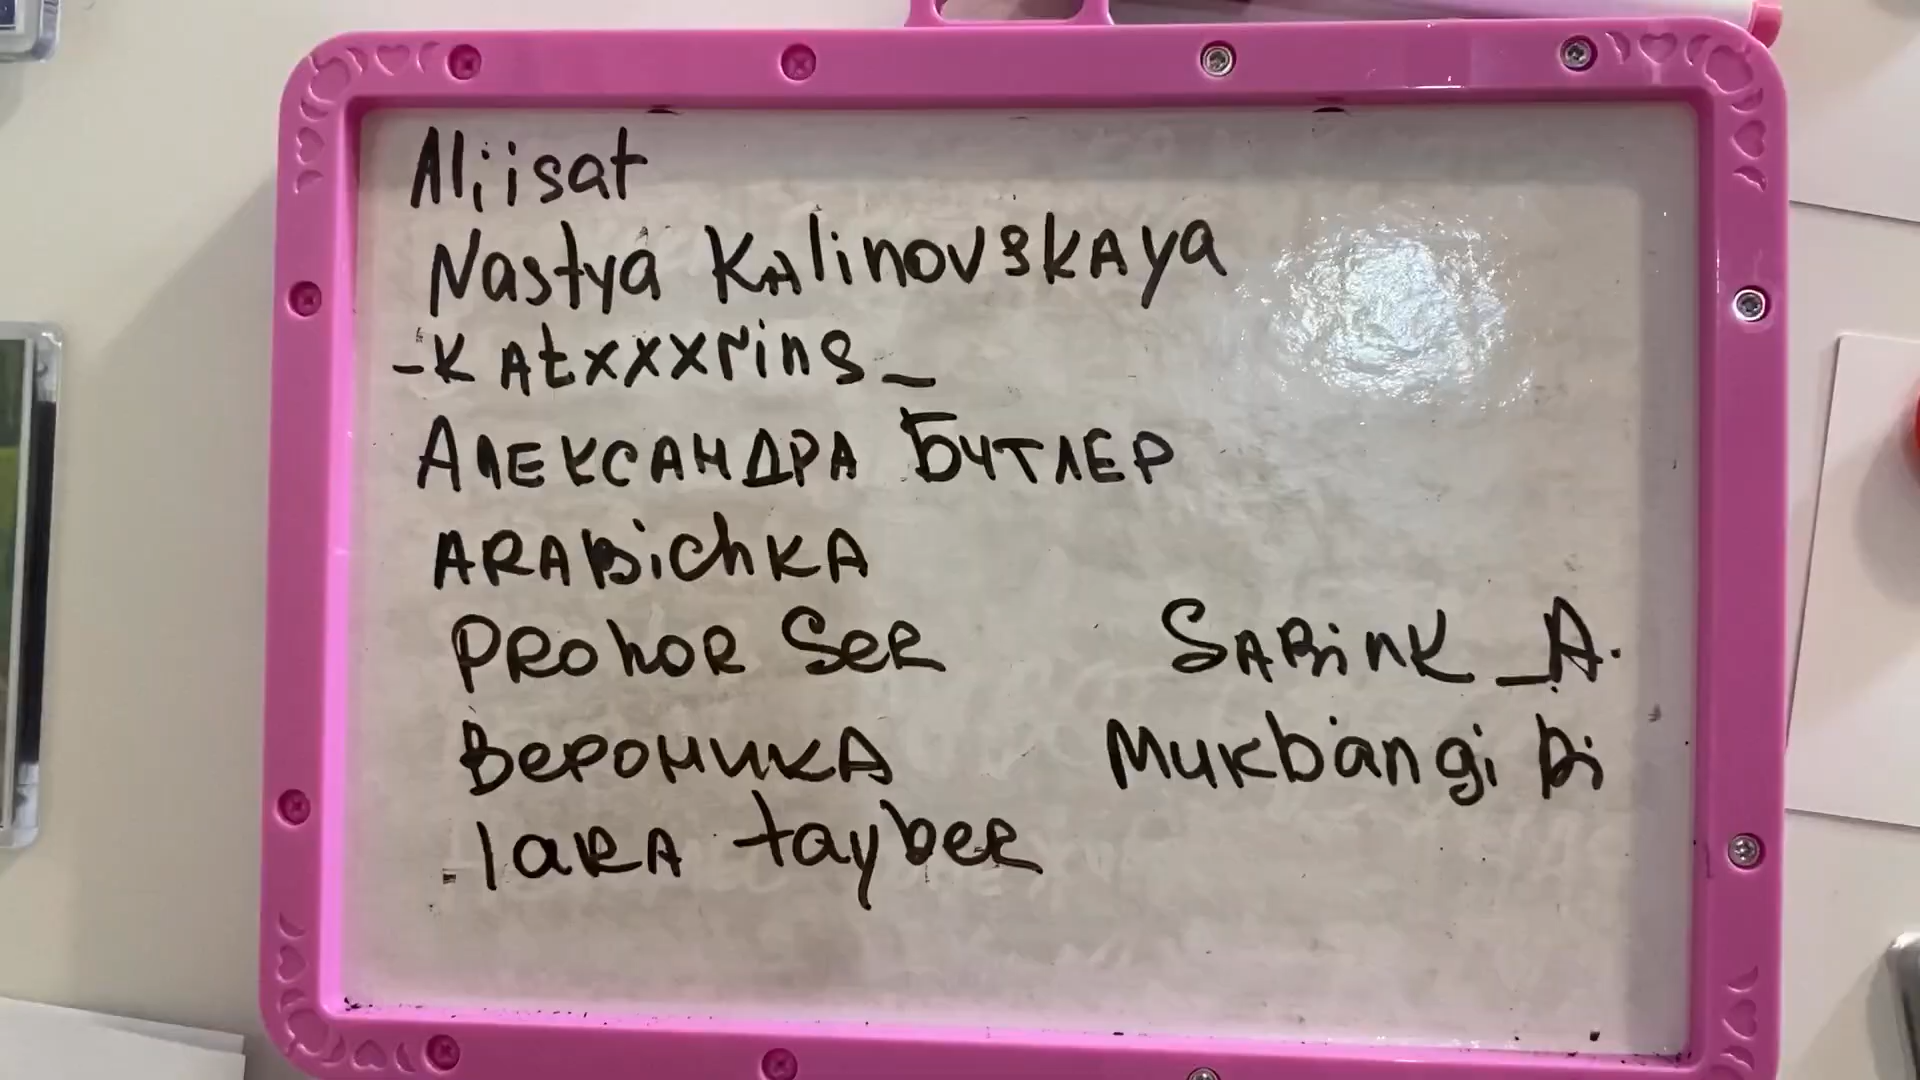 Aliisat
Nastya Kalinovskaya
-Katxxxrins_
Александра Бутлер
ARABichkA
PROhOR SeR
SABinK_A.
Вероника
Mukbangi Bi
laRA tayber